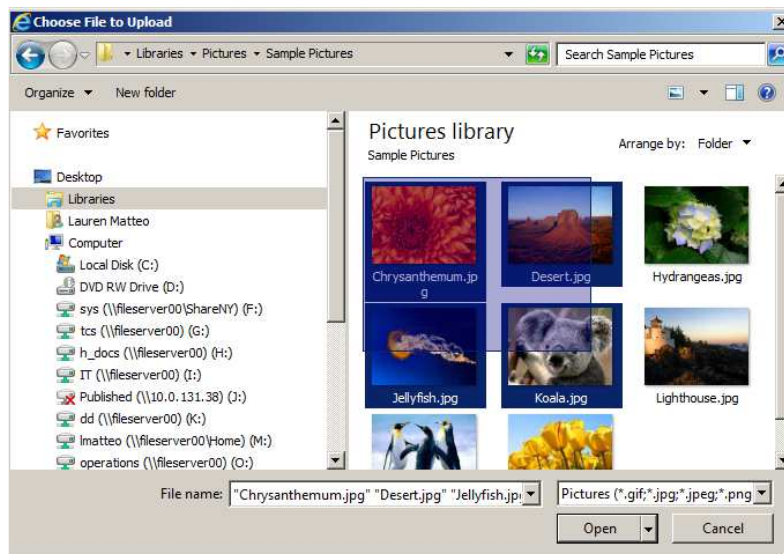 Choose File to Upload
Libraries Pictures Sample Pictures
Search Sample Pictures
Organize New folder
Favorites
Desktop
Libraries
Lauren Matteo
Computer
Local Disk (C:)
DVD RW Drive (D:)
sys (\\fileserver00\ShareNY) (F:)
tcs (\\fileserver00) (G:)
h_docs (\\fileserver00) (H:)
IT (\\fileserver00) (I:)
Published (\\10.0.131.38) (J:)
dd (\\fileserver00) (K:)
lmatteo (\\fileserver00\Home) (M:)
operations (\\fileserver00) (O:)
Pictures library
Sample Pictures
Arrange by: Folder
Chrysanthemum.jp
g
Desert.jpg
Hydrangeas.jpg
Jellyfish.jpg
Koala.jpg
Lighthouse.jpg
File name: "Chrysanthemum.jpg" "Desert.jpg" "Jellyfish.jp
Pictures (*.gif;*.jpg;*.jpeg;*.png
Open
Cancel